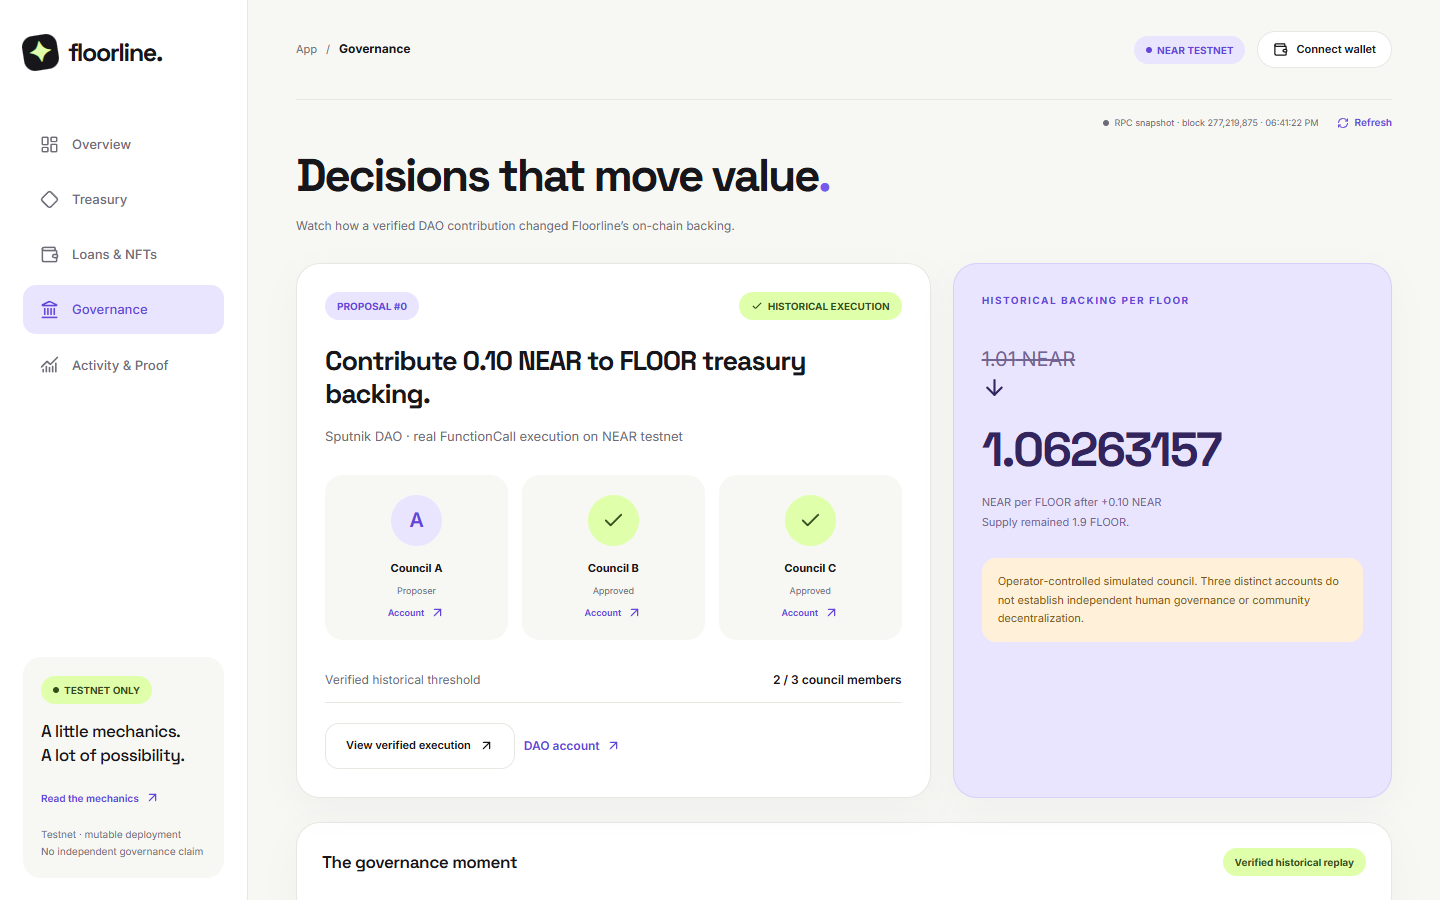 floorline.
Overview
Treasury
Loans & NFTs
Governance
Activity & Proof
TESTNET ONLY
A little mechanics.
A lot of possibility.
Read the mechanics
Testnet · mutable deployment
No independent governance claim
App / Governance
NEAR TESTNET
Connect wallet
RPC snapshot · block 277,219,875 · 06:41:22 PM
Refresh
Decisions that move value.
Watch how a verified DAO contribution changed Floorline’s on-chain backing.
PROPOSAL #0
HISTORICAL EXECUTION
Contribute 0.10 NEAR to FLOOR treasury
backing.
Sputnik DAO · real FunctionCall execution on NEAR testnet
A
Council A
Proposer
Account
Council B
Approved
Account
Council C
Approved
Account
Verified historical threshold
2 / 3 council members
View verified execution
DAO account
HISTORICAL BACKING PER FLOOR
1.01 NEAR
1.06263157
NEAR per FLOOR after +0.10 NEAR
Supply remained 1.9 FLOOR.
Operator-controlled simulated council. Three distinct accounts do
not establish independent human governance or community
decentralization.
The governance moment
Verified historical replay